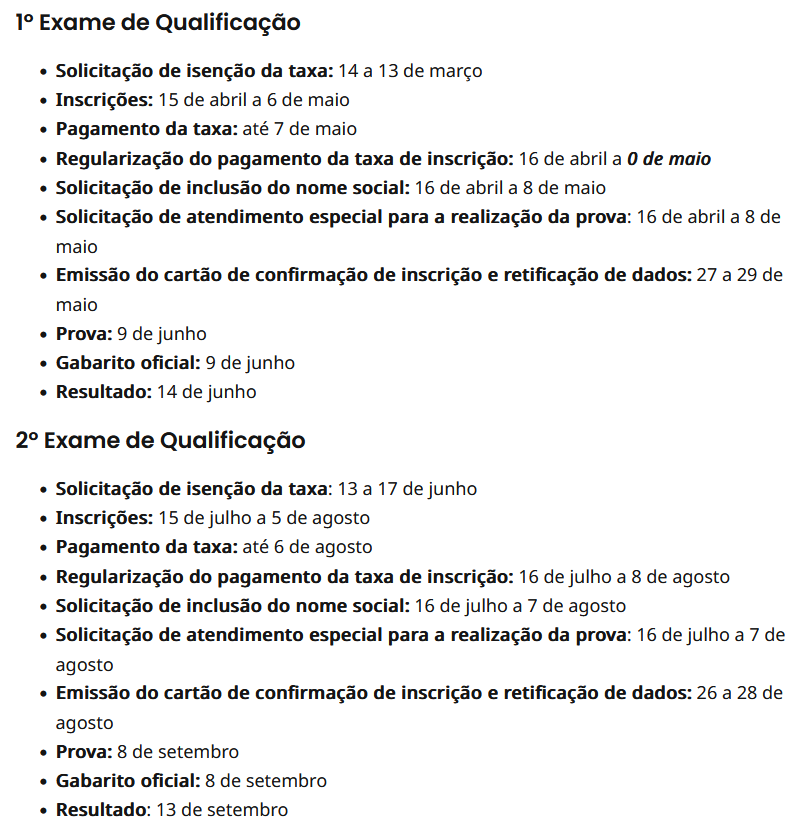 1º Exame de Qualificação
• Solicitação de isenção da taxa: 14 a 13 de março
• Inscrições: 15 de abril a 6 de maio
• Pagamento da taxa: até 7 de maio
• Regularização do pagamento da taxa de inscrição: 16 de abril a 0 de maio
• Solicitação de inclusão do nome social: 16 de abril a 8 de maio
• Solicitação de atendimento especial para a realização da prova: 16 de abril a 8 de
maio
• Emissão do cartão de confirmação de inscrição e retificação de dados: 27 a 29 de
maio
• Prova: 9 de junho
• Gabarito oficial: 9 de junho
• Resultado: 14 de junho
2º Exame de Qualificação
• Solicitação de isenção da taxa: 13 a 17 de junho
• Inscrições: 15 de julho a 5 de agosto
• Pagamento da taxa: até 6 de agosto
• Regularização do pagamento da taxa de inscrição: 16 de julho a 8 de agosto
• Solicitação de inclusão do nome social: 16 de julho a 7 de agosto
• Solicitação de atendimento especial para a realização da prova: 16 de julho a 7 de
agosto
• Emissão do cartão de confirmação de inscrição e retificação de dados: 26 a 28 de
agosto
• Prova: 8 de setembro
• Gabarito oficial: 8 de setembro
• Resultado: 13 de setembro